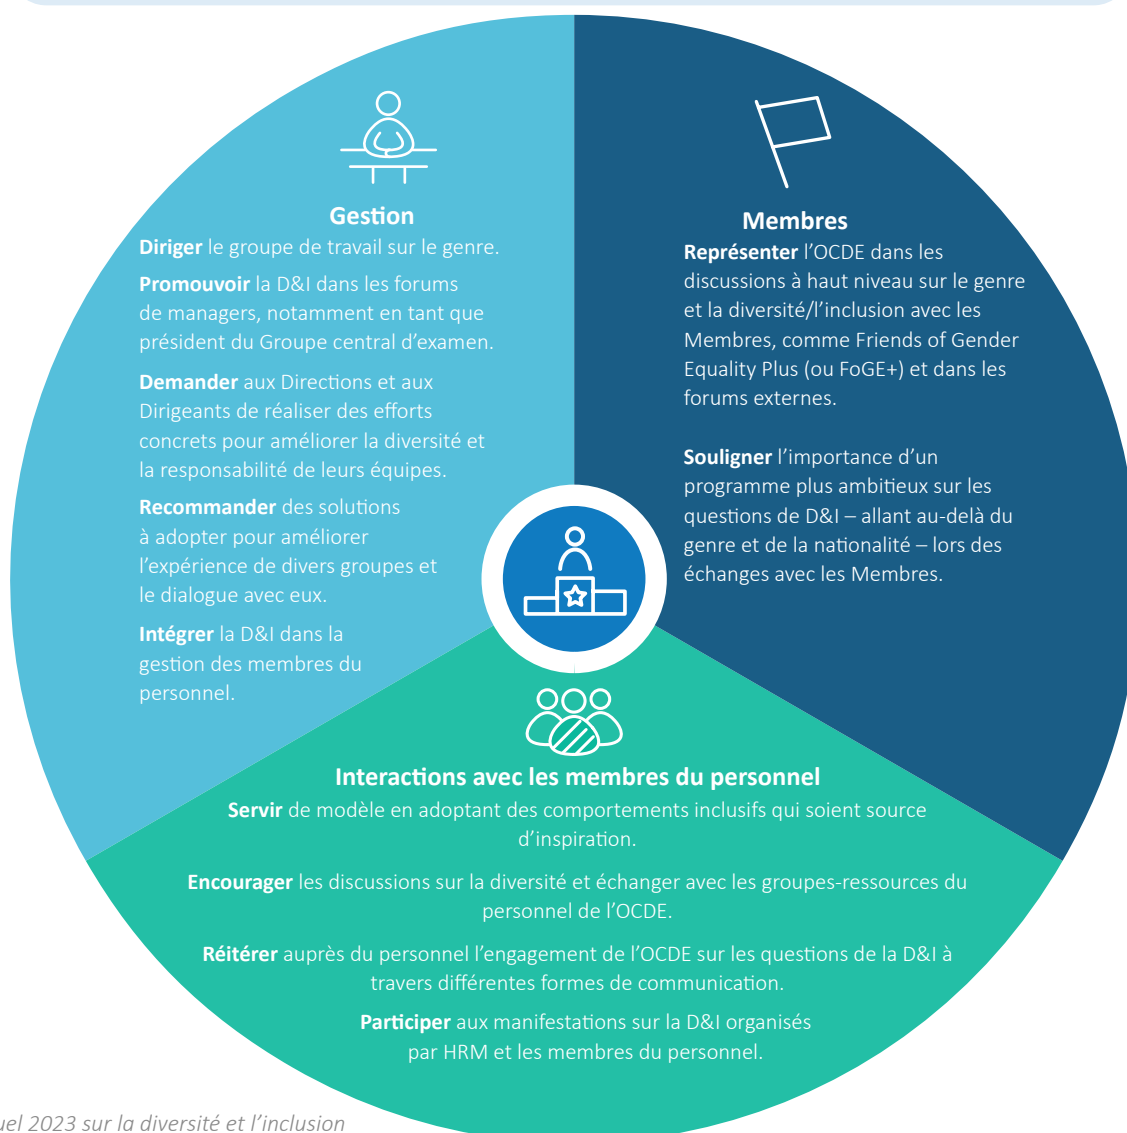 Gestion
Diriger le groupe de travail sur le genre.
Promouvoir la D&I dans les forums
de managers, notamment en tant que
président du Groupe central d’examen.
Demander aux Directions et aux
Dirigeants de réaliser des efforts
concrets pour améliorer la diversité et
la responsabilité de leurs équipes.
Recommander des solutions
à adopter pour améliorer
l’expérience de divers groupes et
le dialogue avec eux.
Intégrer la D&I dans la
gestion des membres du
personnel.
Membres
Représenter l’OCDE dans les
discussions à haut niveau sur le genre
et la diversité/l’inclusion avec les
Membres, comme Friends of Gender
Equality Plus (ou FoGE+) et dans les
forums externes.
Souligner l’importance d’un
programme plus ambitieux sur les
questions de D&I – allant au-delà du
genre et de la nationalité – lors des
échanges avec les Membres.
Interactions avec les membres du personnel
Servir de modèle en adoptant des comportements inclusifs qui soient source
d’inspiration.
Encourager les discussions sur la diversité et échanger avec les groupes-ressources du
personnel de l’OCDE.
Réitérer auprès du personnel l’engagement de l’OCDE sur les questions de la D&I à
travers différentes formes de communication.
Participer aux manifestations sur la D&I organisés
par HRM et les membres du personnel.
uel 2023 sur la diversité et l’inclusion